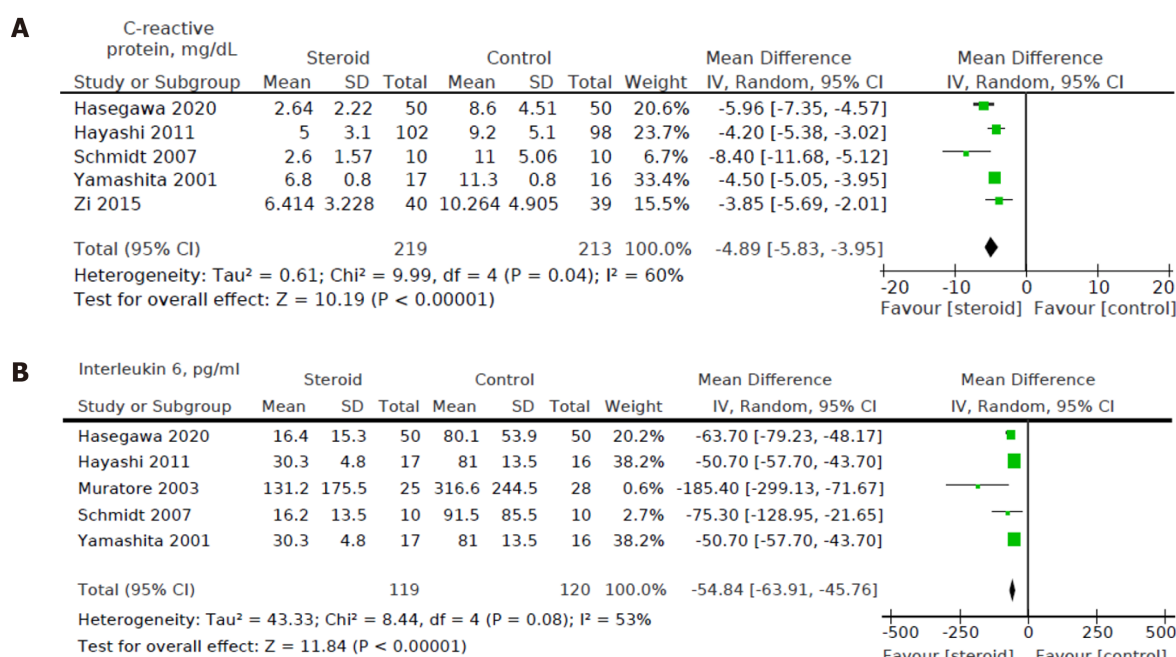 A
C-reactive
protein, mg/dL Steroid Control Mean Difference Mean Difference
Study or Subgroup Mean SD Total Mean SD Total Weight IV, Random, 95% CI IV, Random, 95% CI
Hasegawa 2020 2.64 2.22 50 8.6 4.51 50 20.6% -5.96 [-7.35, -4.57]
Hayashi 2011 5 3.1 102 9.2 5.1 98 23.7% -4.20 [-5.38, -3.02]
Schmidt 2007 2.6 1.57 10 11 5.06 10 6.7% -8.40 [-11.68, -5.12]
Yamashita 2001 6.8 0.8 17 11.3 0.8 16 33.4% -4.50 [-5.05, -3.95]
Zi 2015 6.414 3.228 40 10.264 4.905 39 15.5% -3.85 [-5.69, -2.01]
Total (95% CI) 219 213 100.0% -4.89 [-5.83, -3.95]
Heterogeneity: Tau² = 0.61; Chi² = 9.99, df = 4 (P = 0.04); I² = 60%
Test for overall effect: Z = 10.19 (P < 0.00001)
-20 -10 0 10 20
Favour [steroid] Favour [control]
B
Interleukin 6, pg/ml
Steroid Control Mean Difference Mean Difference
Study or Subgroup Mean SD Total Mean SD Total Weight IV, Random, 95% CI IV, Random, 95% CI
Hasegawa 2020 16.4 15.3 50 80.1 53.9 50 20.2% -63.70 [-79.23, -48.17]
Hayashi 2011 30.3 4.8 17 81 13.5 16 38.2% -50.70 [-57.70, -43.70]
Muratore 2003 131.2 175.5 25 316.6 244.5 28 0.6% -185.40 [-299.13, -71.67]
Schmidt 2007 16.2 13.5 10 91.5 85.5 10 2.7% -75.30 [-128.95, -21.65]
Yamashita 2001 30.3 4.8 17 81 13.5 16 38.2% -50.70 [-57.70, -43.70]
Total (95% CI) 119 120 100.0% -54.84 [-63.91, -45.76]
Heterogeneity: Tau² = 43.33; Chi² = 8.44, df = 4 (P = 0.08); I² = 53%
Test for overall effect: Z = 11.84 (P < 0.00001)
-500 -250 0 250 500
Favour [steroid] Favour [control]